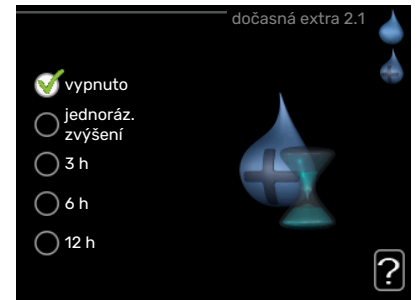 dočasná extra 2.1
vypnuto
jednoráz.
zvýšení
3 h
6 h
12 h
?